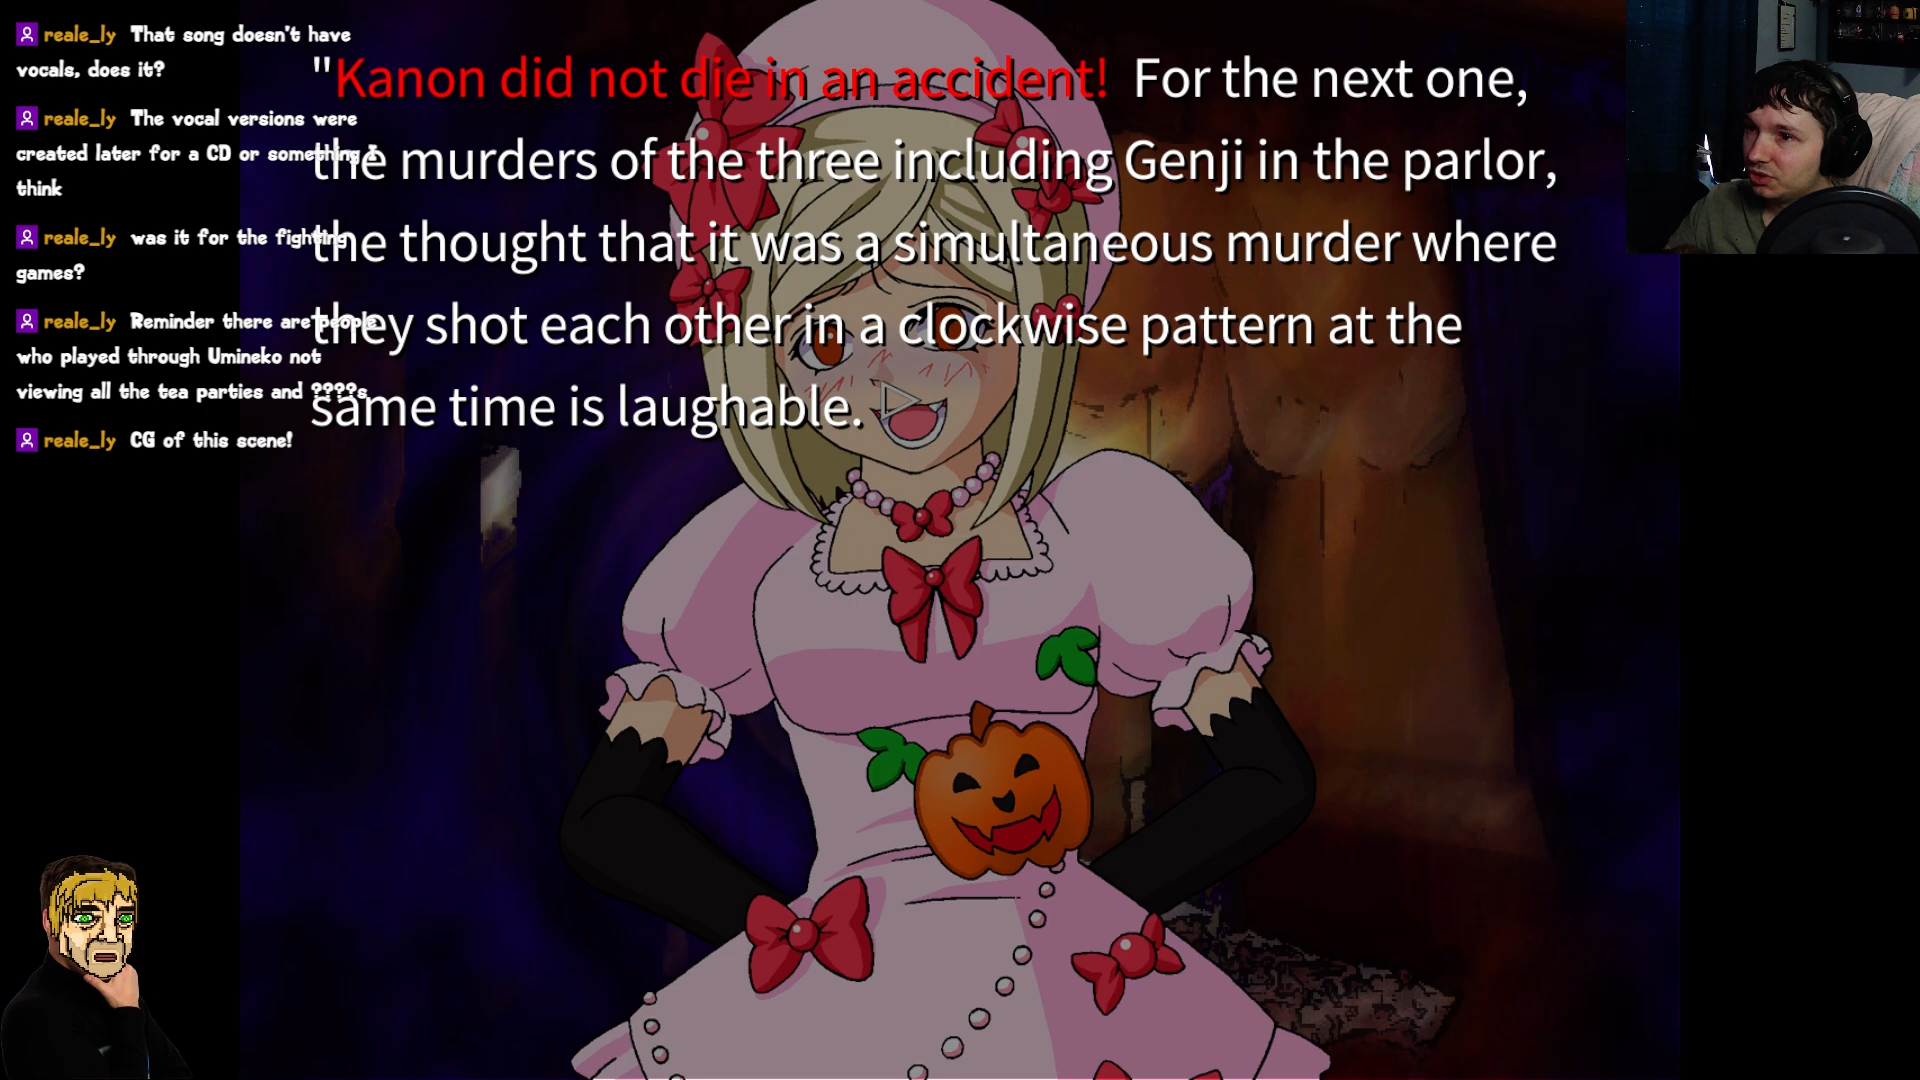 reale_ly That song doesn't have
vocals, does it?
reale_ly The vocal versions were
created later for a CD or something I
think
reale_ly was it for the fighting
games?
reale_ly Reminder there are people
who played through Umineko not
viewing all the tea parties and ????s
reale_ly CG of this scene!
"Kanon did not die in an accident! For the next one,
the murders of the three including Genji in the parlor,
the thought that it was a simultaneous murder where
they shot each other in a clockwise pattern at the
same time is laughable.